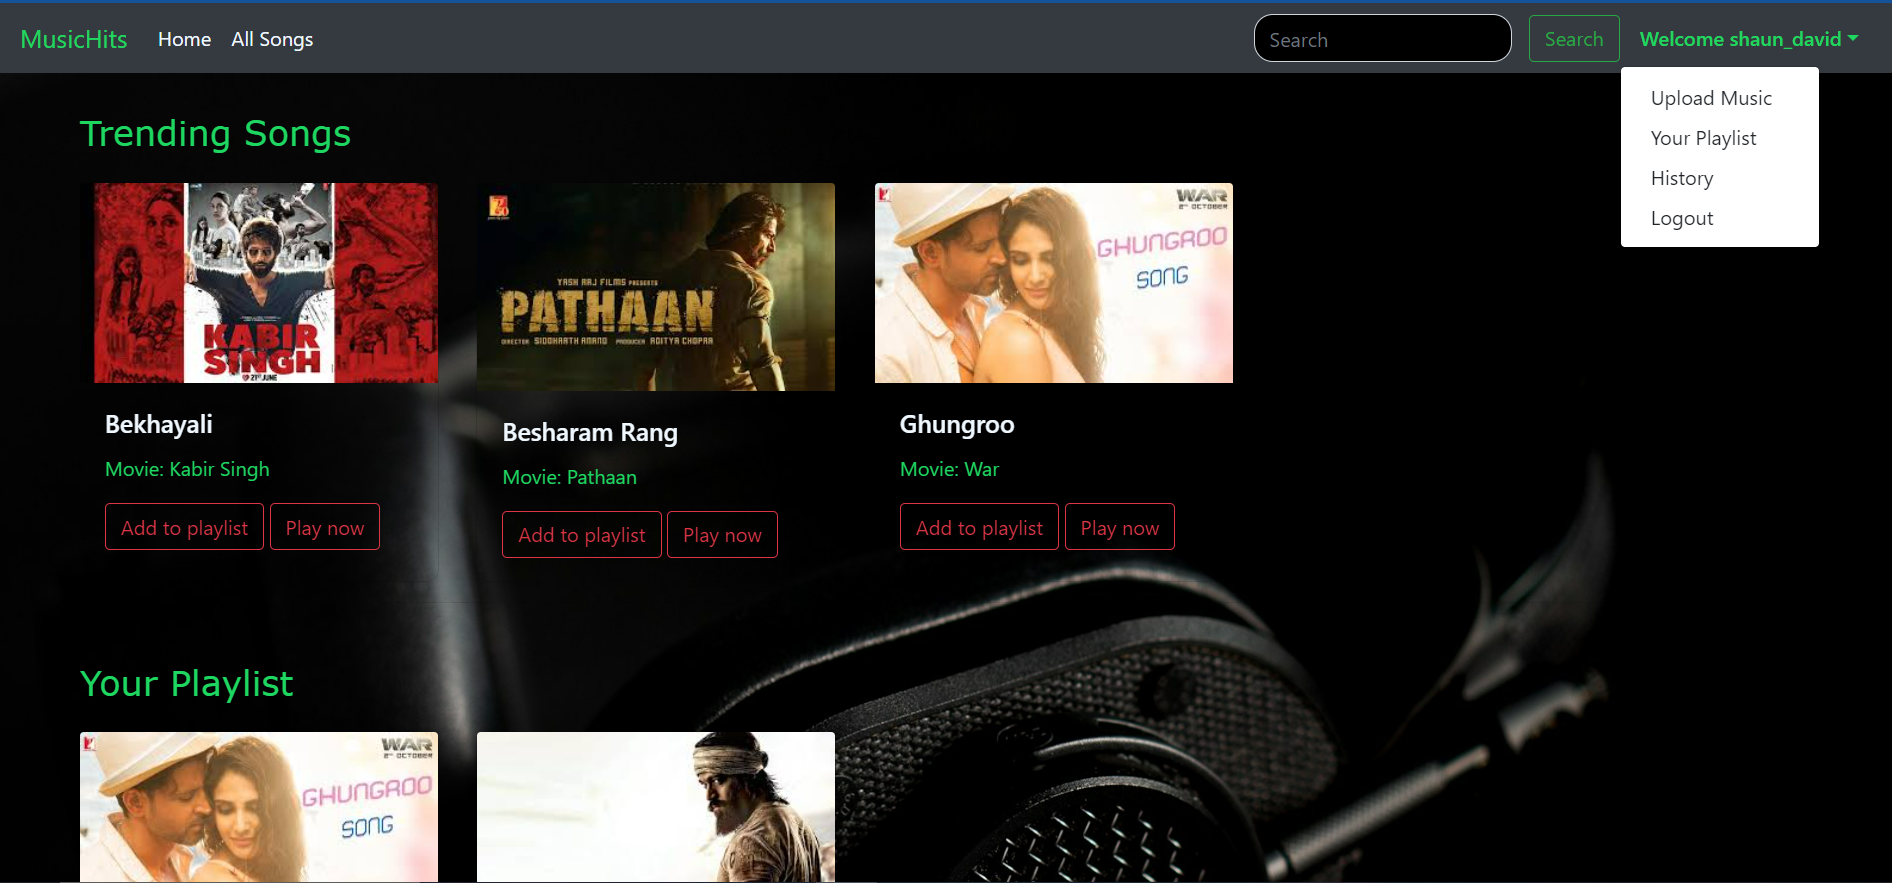 MusicHits Home All Songs Search Search Welcome shaun_david
Upload Music
Your Playlist
History
Logout
Trending Songs
KABIR
SINGH
21ST JUNE
YASH RAJ FILMS PRESENTS
PATHAAN
DIRECTOR SIDDHARTH ANAND PRODUCER ADITYA CHOPRA
WAR
2ND OCTOBER
GHUNGROO
SONG
Bekhayali
Movie: Kabir Singh
Add to playlist Play now
Besharam Rang
Movie: Pathaan
Add to playlist Play now
Ghungroo
Movie: War
Add to playlist Play now
Your Playlist
WAR
2ND OCTOBER
GHUNGROO
SONG